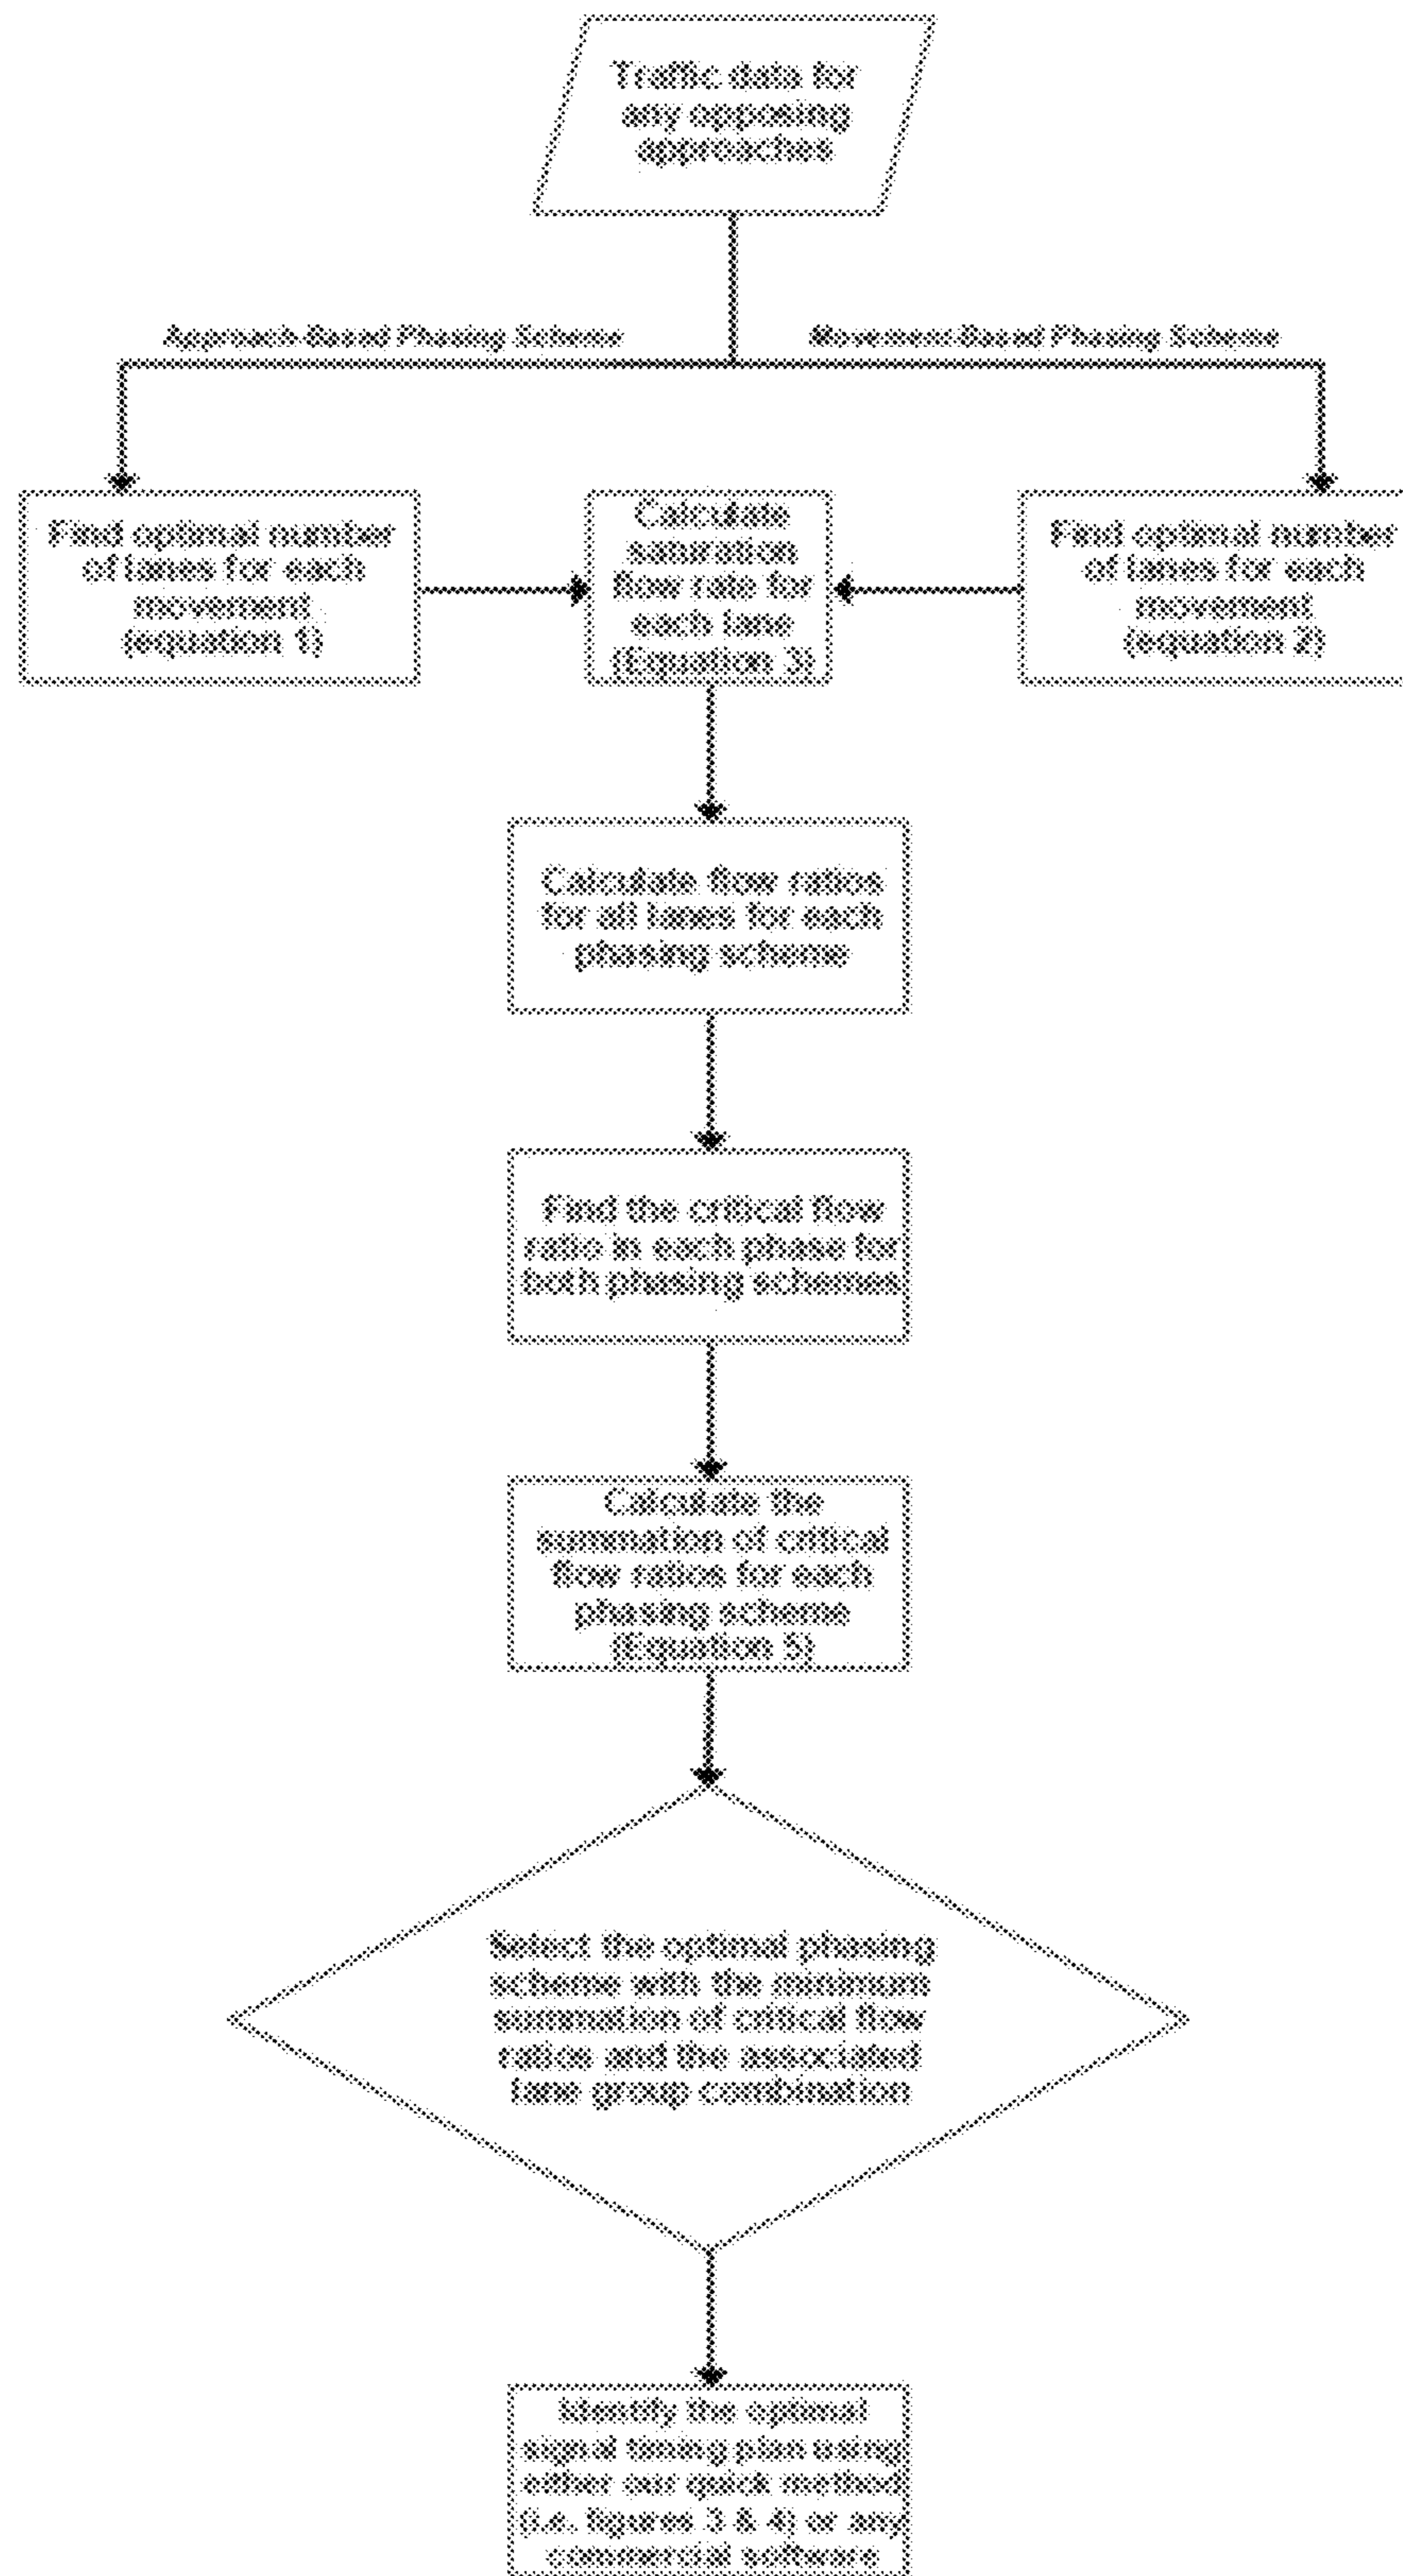 Traffic data for
any opposing
approaches
Approach-Based Phasing Scheme
Movement-Based Phasing Scheme
Find optimal number
of lanes for each
movement
(equation 1)
Calculate
saturation
flow rate for
each lane
(Equation 3)
Find optimal number
of lanes for each
movement
(equation 2)
Calculate flow ratios
for all lanes for each
phasing scheme
Find the critical flow
ratio in each phase for
both phasing schemes
Calculate the
summation of critical
flow ratios for each
phasing scheme
(Equation 5)
Select the optimal phasing
scheme with the minimum
summation of critical flow
ratios and the associated
lane group combination
Identify the optimal
signal timing plan using
either our quick method
(i.e. figures 3 & 4) or any
commercial software